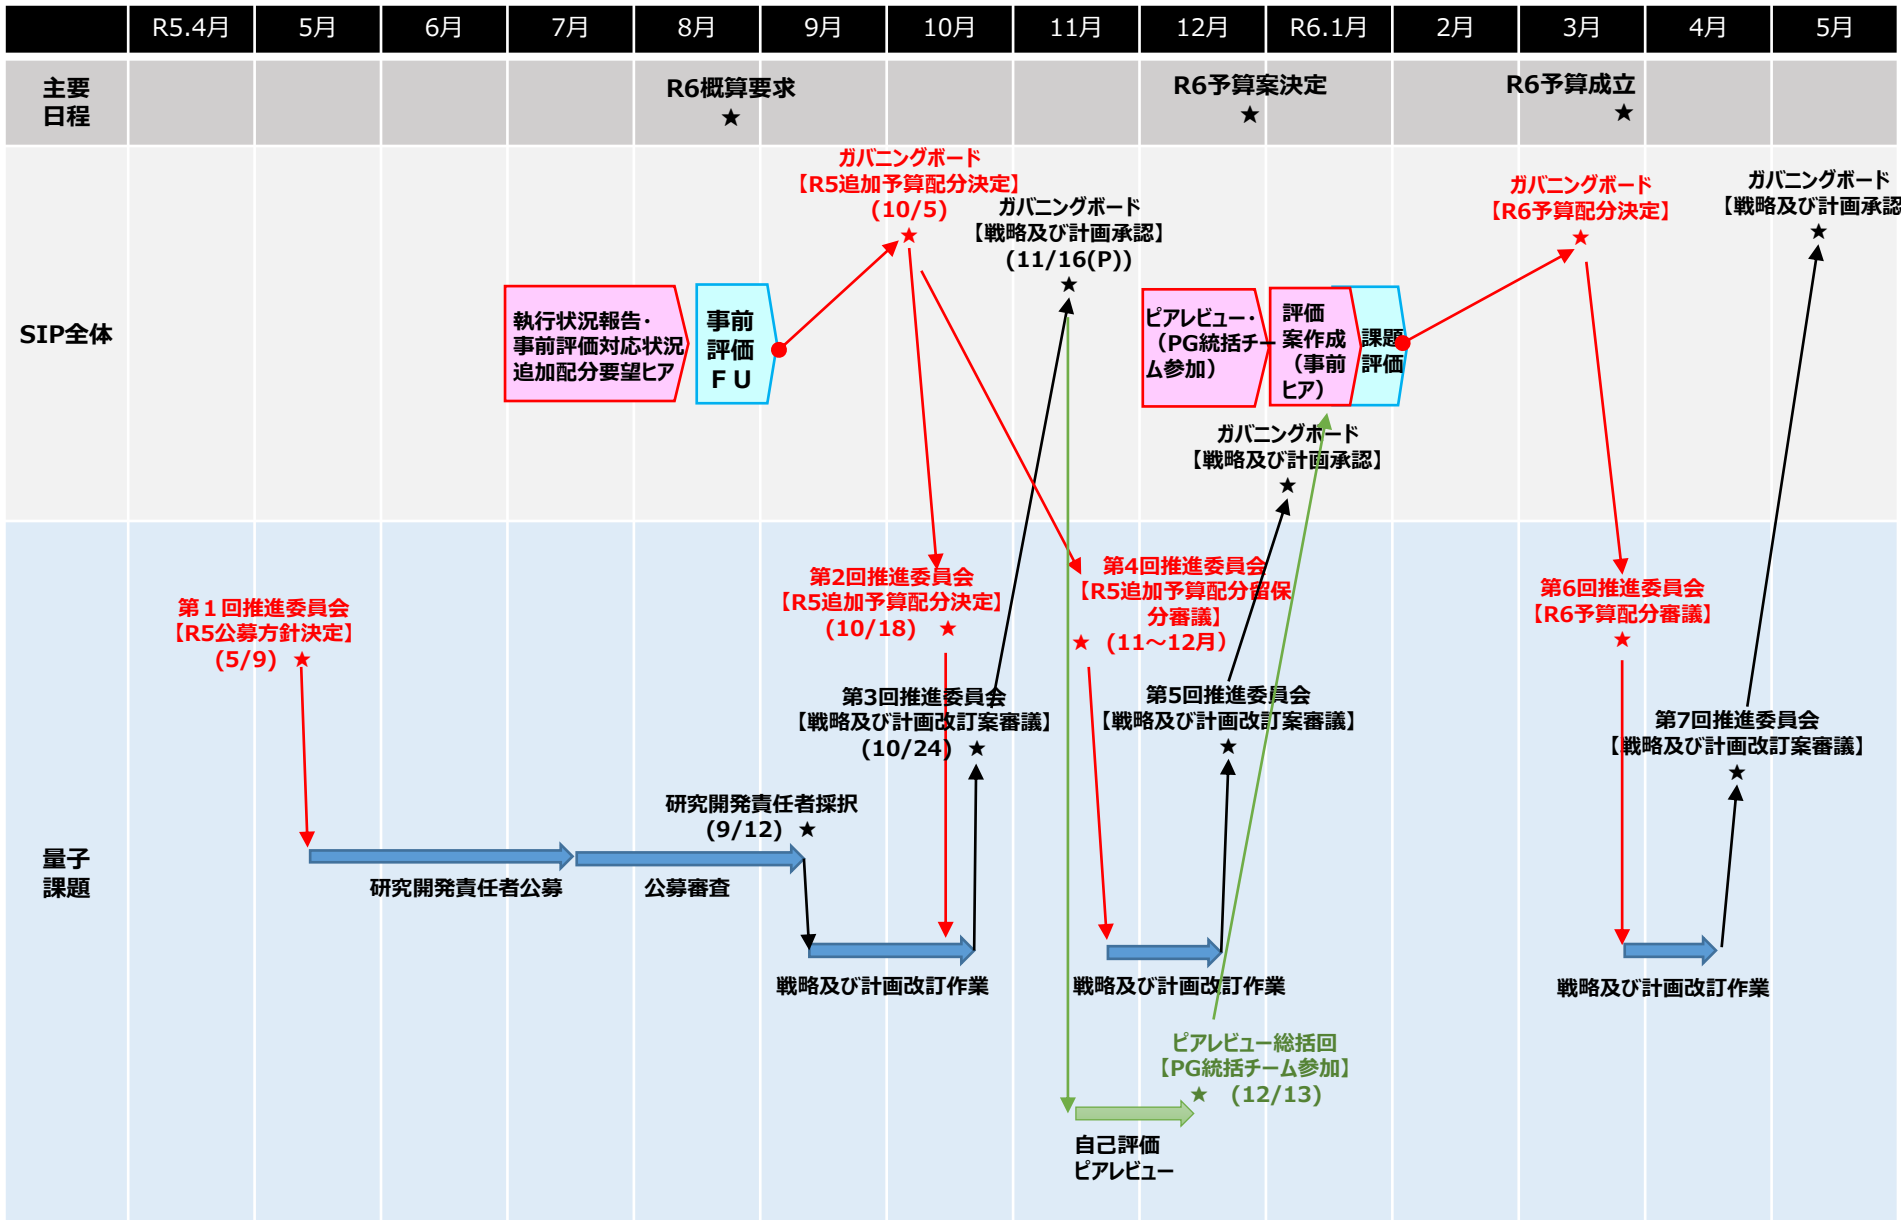 R5.4月
5月
6月
7月
8月
9月
10月
11月
12月
R6.1月
2月
3月
4月
5月
主要
日程
R6概算要求
★
R6予算案決定
★
R6予算成立
★
SIP全体
執行状況報告・
事前評価対応状況
追加配分要望ヒア
事前
評価
ＦＵ
ガバニングボード
【R5追加予算配分決定】
(10/5)
★
ガバニングボード
【戦略及び計画承認】
(11/16(P))
★
ピアレビュー・
（PG統括チー
ム参加）
評価
案作成
（事前
ヒア）
課題
評価
ガバニングボード
【戦略及び計画承認】
★
ガバニングボード
【R6予算配分決定】
★
ガバニングボード
【戦略及び計画承認
★
量子
課題
第１回推進委員会
【R5公募方針決定】
(5/9) ★
研究開発責任者公募
公募審査
研究開発責任者採択
(9/12) ★
第2回推進委員会
【R5追加予算配分決定】
(10/18) ★
第3回推進委員会
【戦略及び計画改訂案審議】
(10/24) ★
戦略及び計画改訂作業
第4回推進委員会
【R5追加予算配分留保
分審議】
★ (11～12月）
第5回推進委員会
【戦略及び計画改訂案審議】
★
戦略及び計画改訂作業
ピアレビュー総括回
【PG統括チーム参加】
★ (12/13)
自己評価
ピアレビュー
第6回推進委員会
【R6予算配分審議】
★
第7回推進委員会
【戦略及び計画改訂案審議】
★
戦略及び計画改訂作業